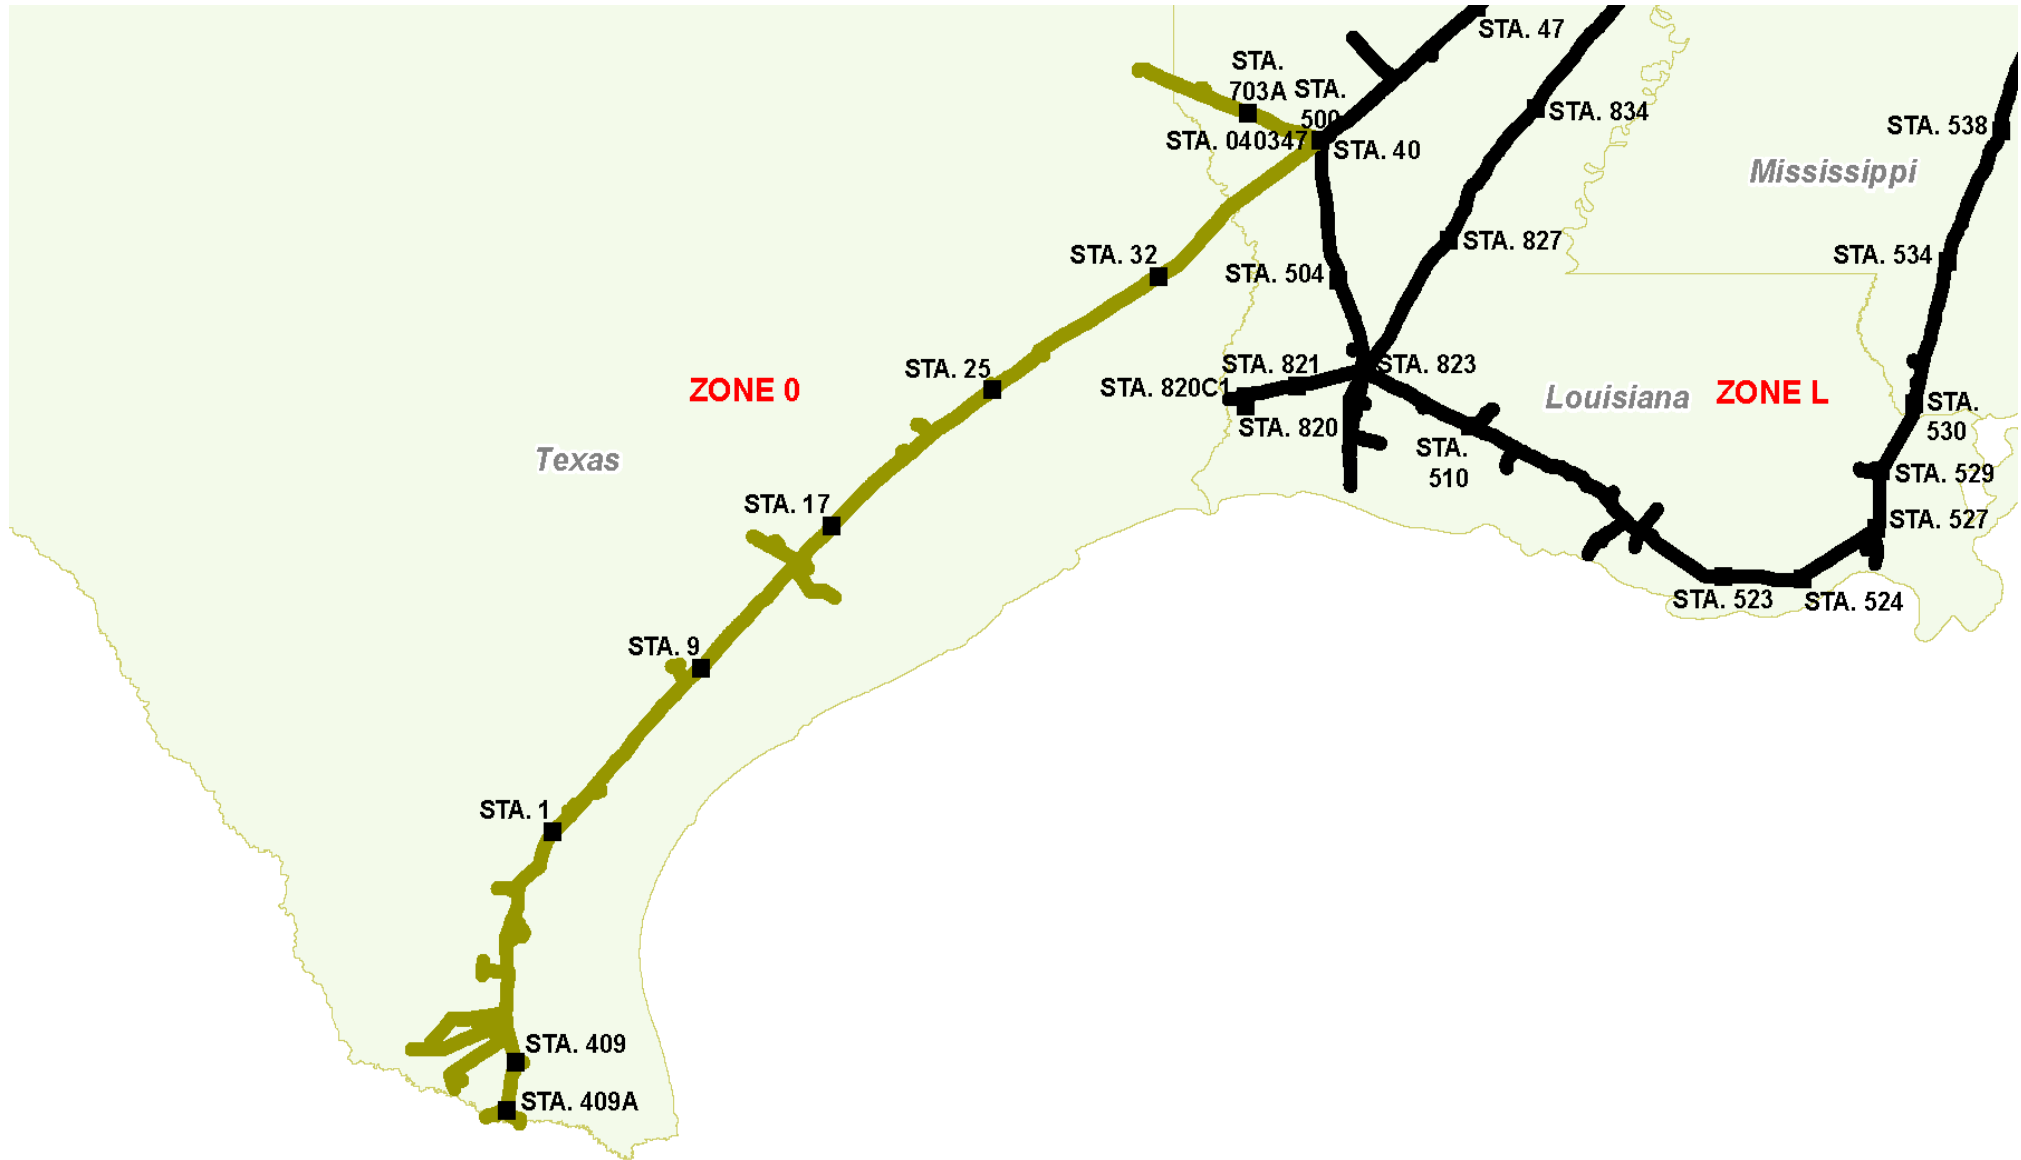 STA. 47
STA.
703A
STA.
500
STA. 834
STA. 538
STA. 040347
STA. 40
Mississippi
STA. 827
STA. 32
STA. 504
STA. 534
STA. 25
STA. 821
STA. 823
ZONE 0
STA. 820C1
Louisiana
ZONE L
STA.
530
STA. 820
STA.
510
Texas
STA. 529
STA. 17
STA. 527
STA. 523
STA. 524
STA. 9
STA. 1
STA. 409
STA. 409A